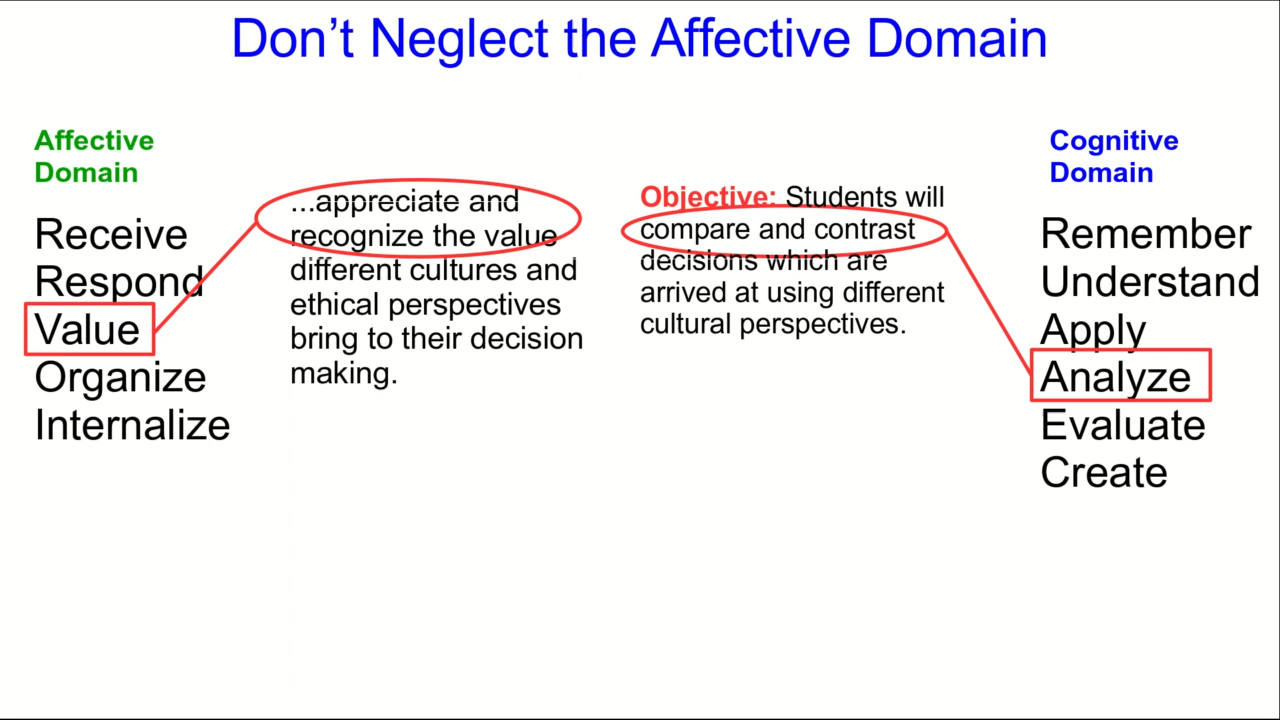 Don't Neglect the Affective Domain
Affective
Domain
Receive
Respond
Value
Organize
Internalize
...appreciate and
recognize the value
different cultures and
ethical perspectives
bring to their decision
making.
Objective: Students will
compare and contrast
decisions which are
arrived at using different
cultural perspectives.
Cognitive
Domain
Remember
Understand
Apply
Analyze
Evaluate
Create